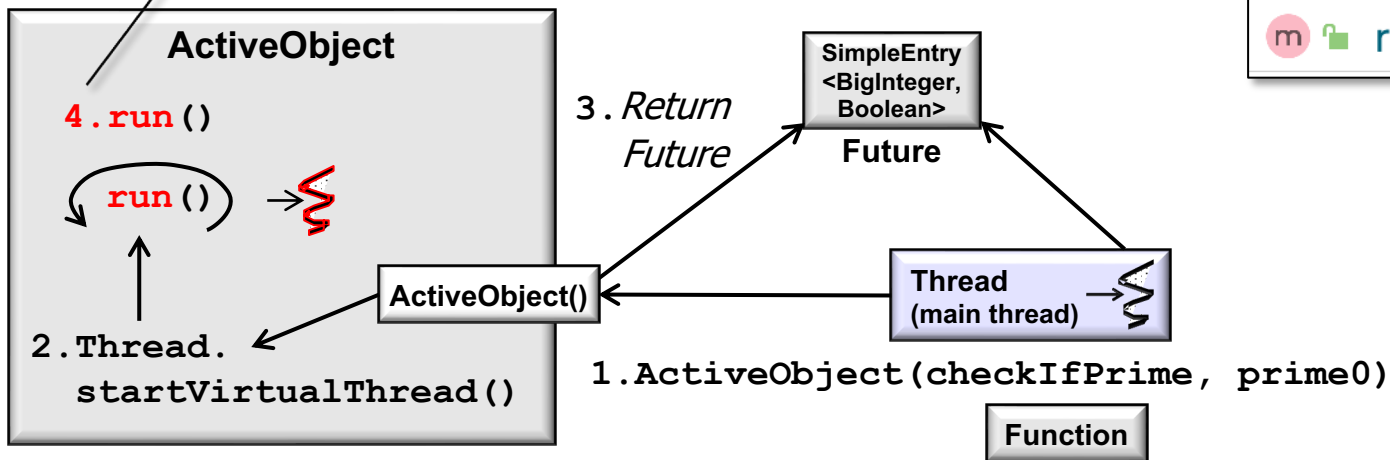 ActiveObject
4.run()
run()
2.Thread.
startVirtualThread()
ActiveObject()
3.Return
Future
SimpleEntry
<BigInteger,
Boolean>
Future
Thread
(main thread)
1.ActiveObject(checkIfPrime, prime0)
Function
m
r